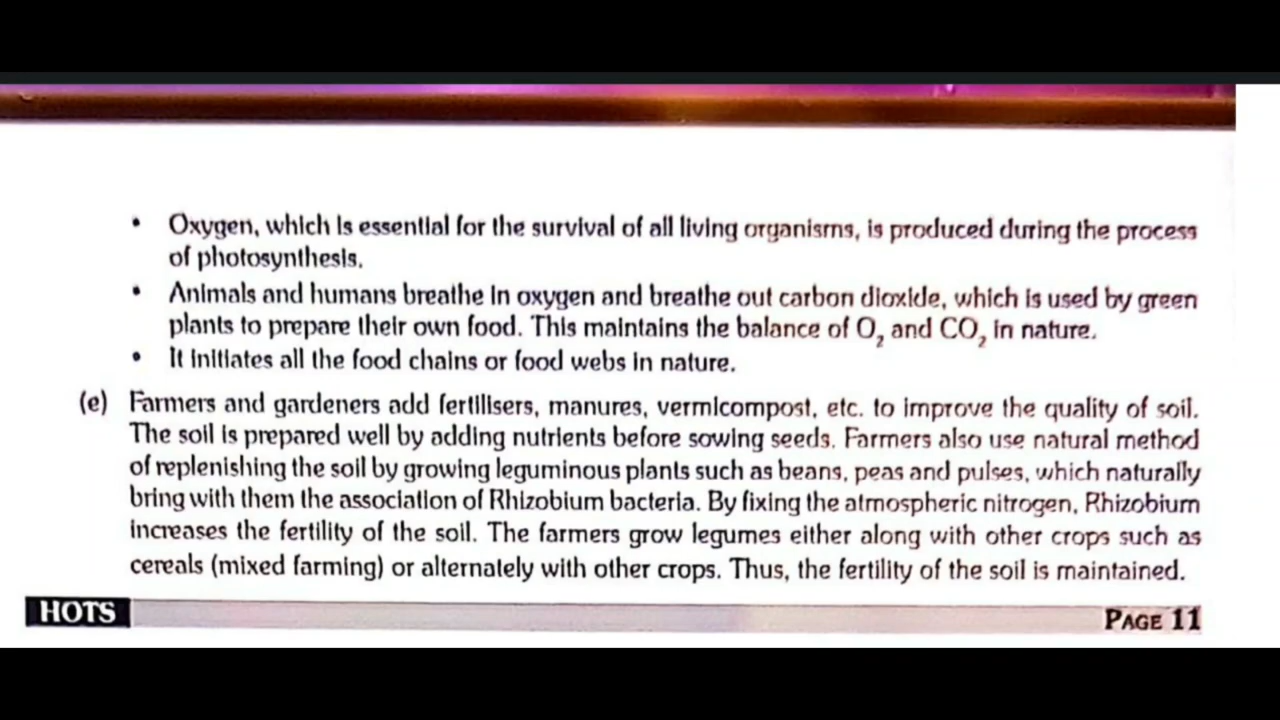 • Oxygen, which is essential for the survival of all living organisms, is produced during the process
of photosynthesis.
• Animals and humans breathe in oxygen and breathe out carbon dioxide, which is used by green
plants to prepare their own food. This maintains the balance of O₂ and CO₂ in nature.
• It initiates all the food chains or food webs in nature.
(e) Farmers and gardeners add fertilisers, manures, vermicompost, etc. to improve the quality of soil.
The soil is prepared well by adding nutrients before sowing seeds. Farmers also use natural method
of replenishing the soil by growing leguminous plants such as beans, peas and pulses, which naturally
bring with them the association of Rhizobium bacteria. By fixing the atmospheric nitrogen, Rhizobium
increases the fertility of the soil. The farmers grow legumes either along with other crops such as
cereals (mixed farming) or alternately with other crops. Thus, the fertility of the soil is maintained.
HOTS PAGE 11